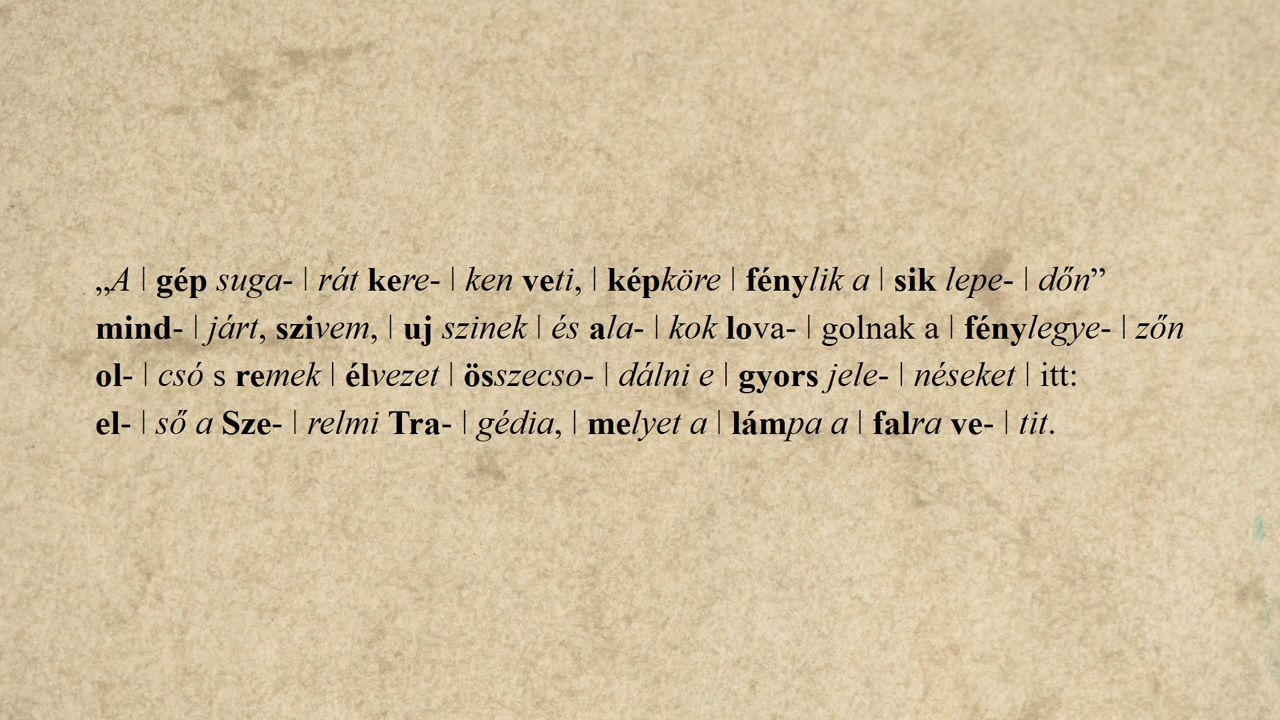 „A | gép suga- | rát kere- | ken veti, | képköre | fénylik a | sik lepe- | dőn”
mind- | járt, szivem, | uj szinek | és ala- | kok lova- | golnak a | fénylegye- | zőn
ol- | csó s remek | élvezet | összecso- | dálni e | gyors jele- | néseket | itt:
el- | ső a Sze- | relmi Tra- | gédia, | melyet a | lámpa a | falra ve- | tit.